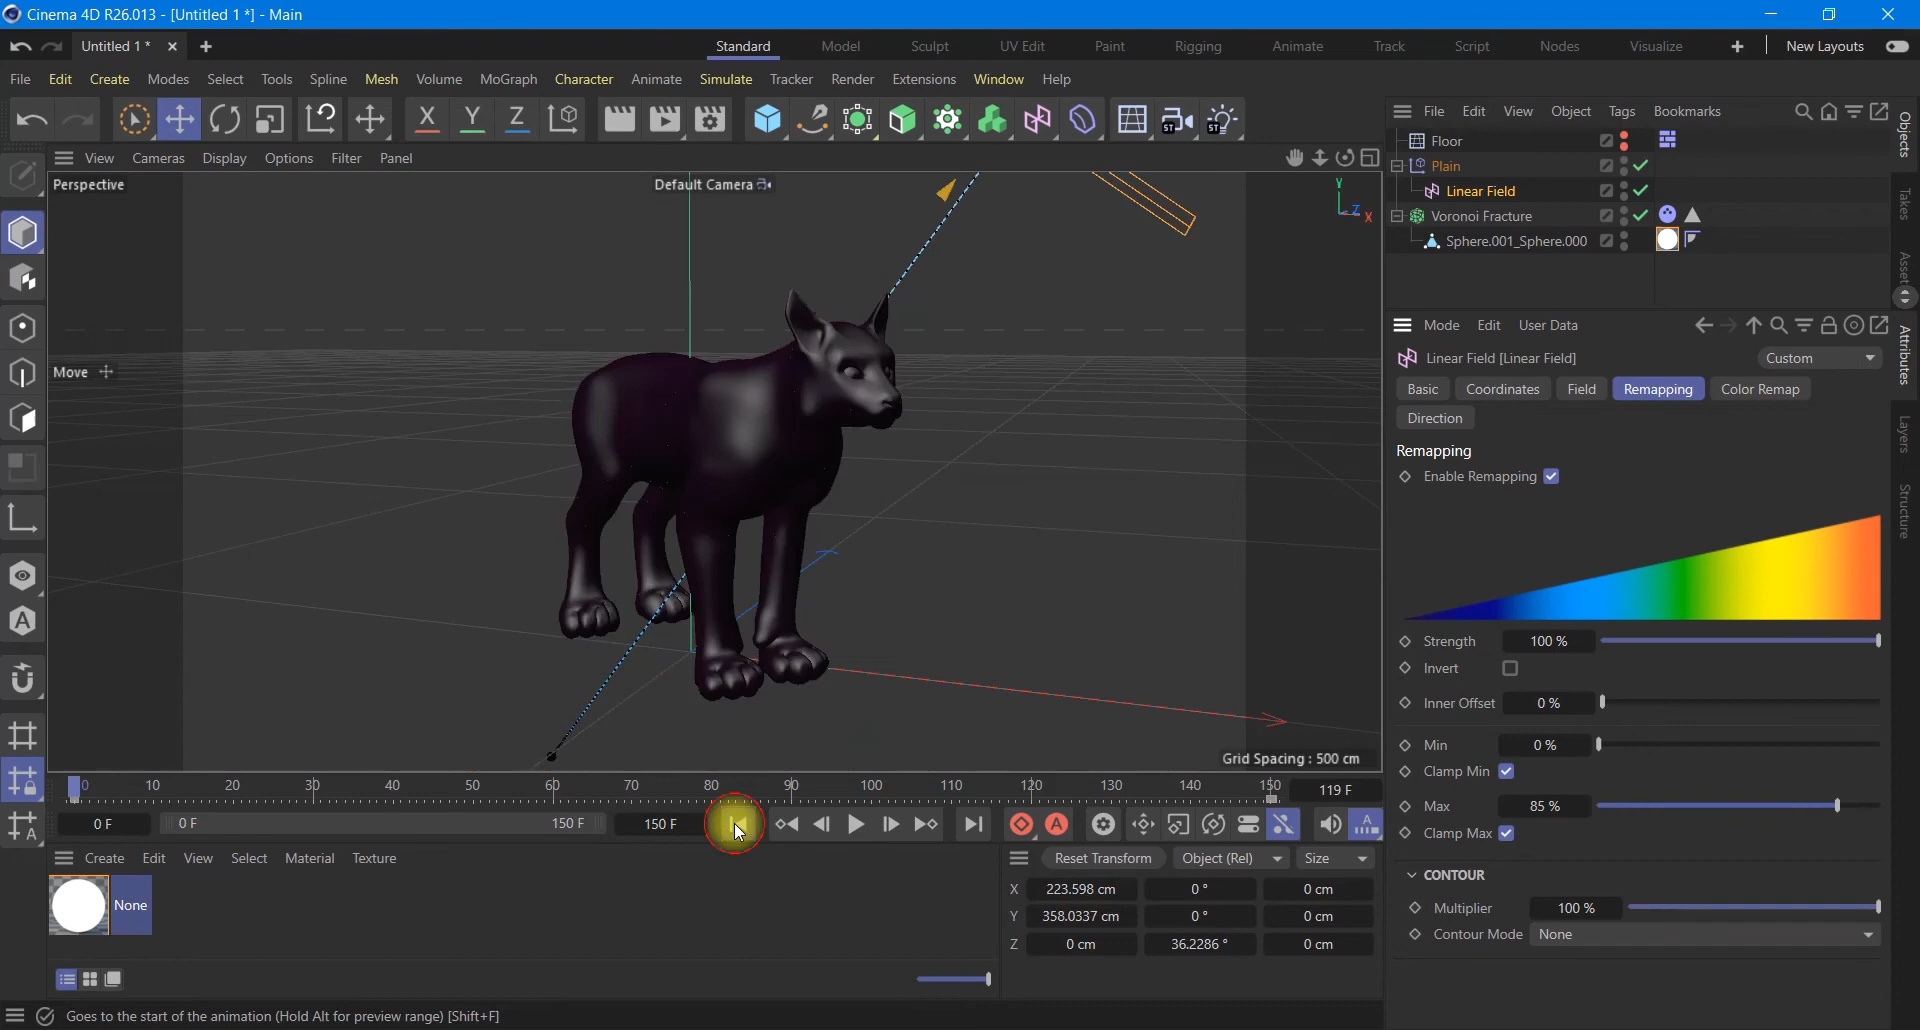 Cinema 4D R26.013 - [Untitled 1 *] - Main
Untitled 1 *
Standard Model Sculpt UV Edit Paint Rigging Animate Track Script Nodes Visualize New Layouts
File Edit Create Modes Select Tools Spline Mesh Volume MoGraph Character Animate Simulate Tracker Render Extensions Window Help
X Y Z ST ST
File Edit View Object Tags Bookmarks
View Cameras Display Options Filter Panel
Perspective
Default Camera
Y
Z
X
Move
Grid Spacing : 500 cm
Floor
Plain
Linear Field
Voronoi Fracture
Sphere.001_Sphere.000
Objects
Takes
Asset
Attributes
Layers
Structure
Mode Edit User Data
Linear Field [Linear Field]
Custom
Basic Coordinates Field Remapping Color Remap
Direction
Remapping
Enable Remapping
Strength 100 %
Invert
Inner Offset 0 %
Min 0 %
Clamp Min
Max 85 %
Clamp Max
CONTOUR
Multiplier 100 %
Contour Mode None
0 10 20 30 40 50 60 70 80 90 100 110 120 130 140 150 119 F
0 F 0 F 150 F 150 F
A
A
A
A
Create Edit View Select Material Texture
None
Reset Transform Object (Rel) Size
X 223.598 cm 0 ° 0 cm
Y 358.0337 cm 0 ° 0 cm
Z 0 cm 36.2286 ° 0 cm
Goes to the start of the animation (Hold Alt for preview range) [Shift+F]